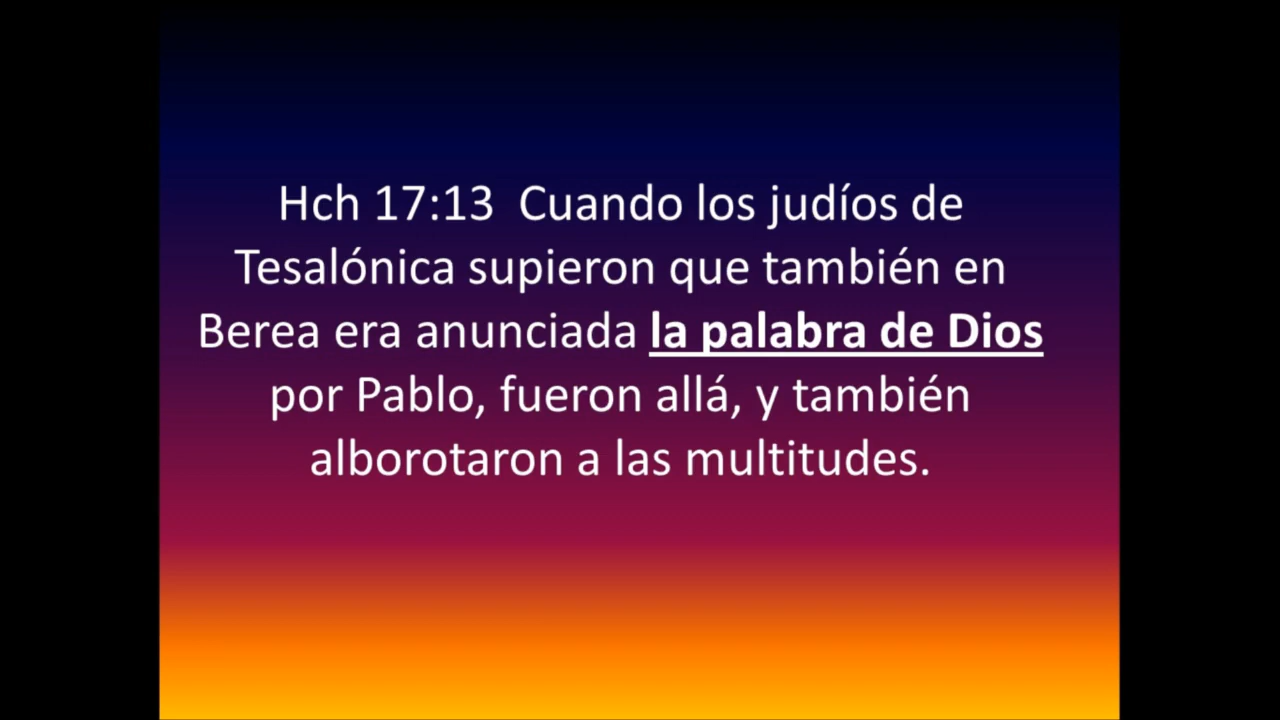 Hch 17:13  Cuando los judíos de
Tesalónica supieron que también en
Berea era anunciada la palabra de Dios
por Pablo, fueron allá, y también
alborotaron a las multitudes.